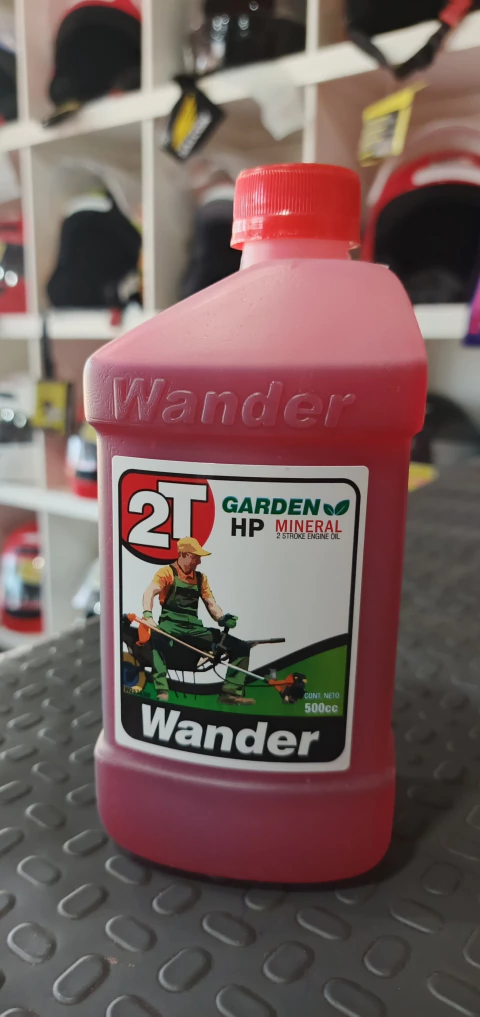 Wander
2T
GARDEN
HP MINERAL
2 STROKE ENGINE OIL
CONT. NETO
500cc
Wander